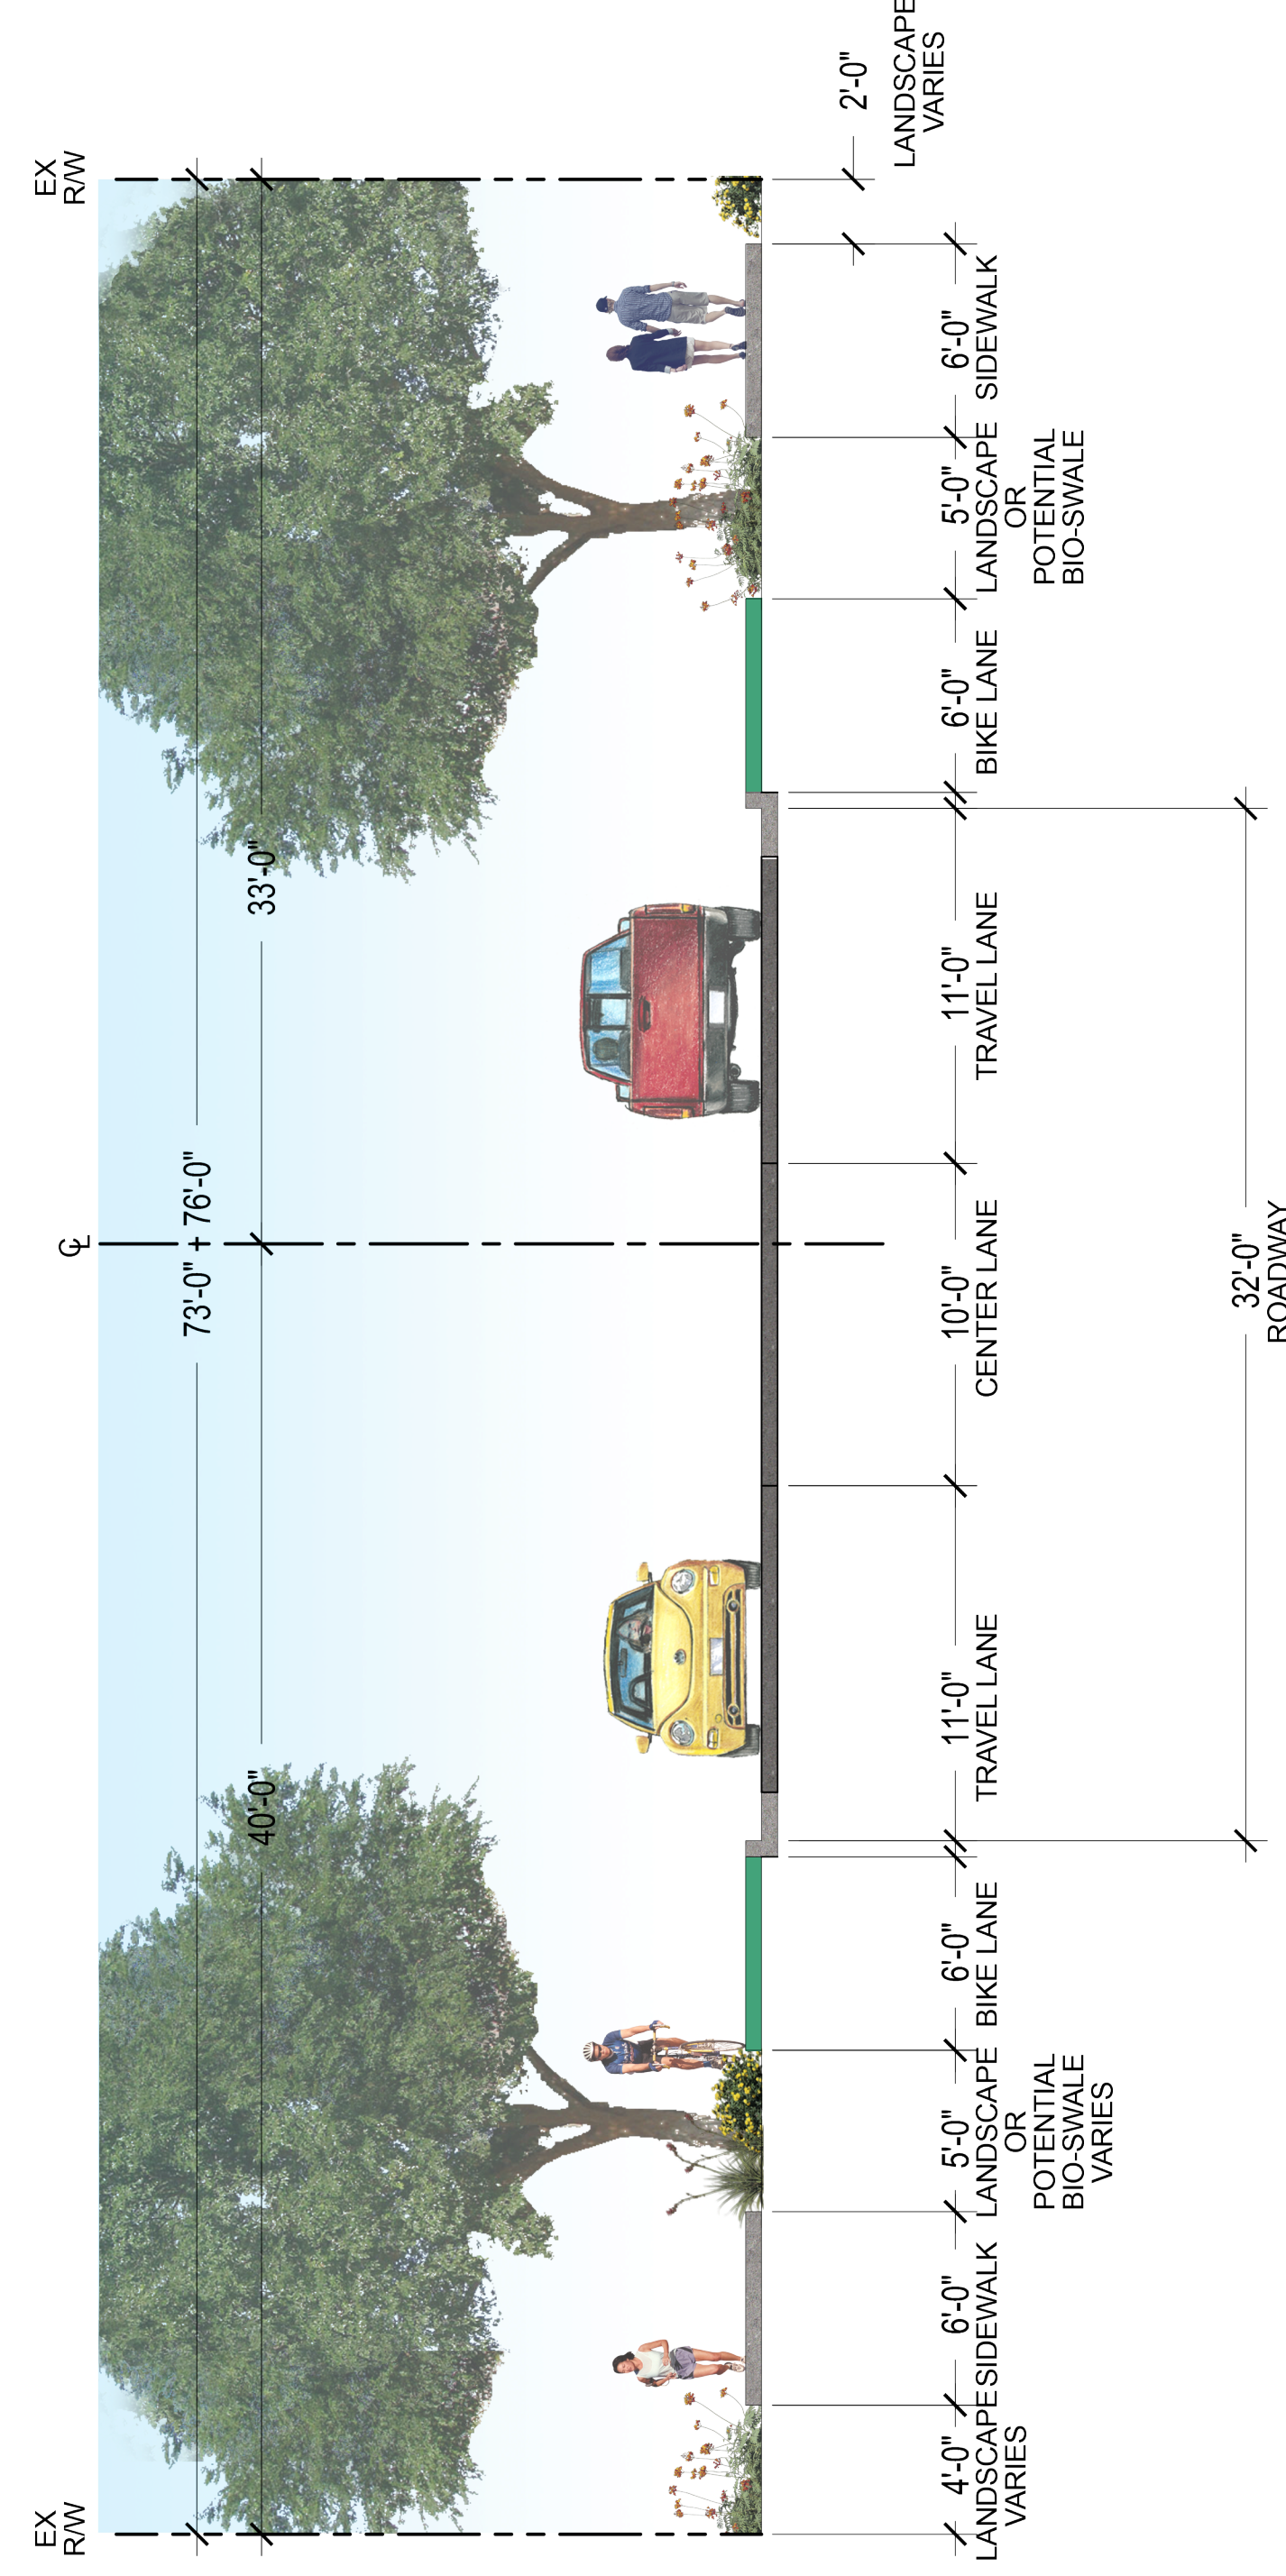 EX
R/W
℄
EX
R/W
73'-0" + 76'-0"
40'-0"
33'-0"
2'-0"
LANDSCAPE
VARIES
4'-0"
LANDSCAPE
VARIES
6'-0"
SIDEWALK
5'-0"
LANDSCAPE
OR
POTENTIAL
BIO-SWALE
VARIES
6'-0"
BIKE LANE
11'-0"
TRAVEL LANE
10'-0"
CENTER LANE
11'-0"
TRAVEL LANE
6'-0"
BIKE LANE
5'-0"
LANDSCAPE
OR
POTENTIAL
BIO-SWALE
6'-0"
SIDEWALK
32'-0"
ROADWAY